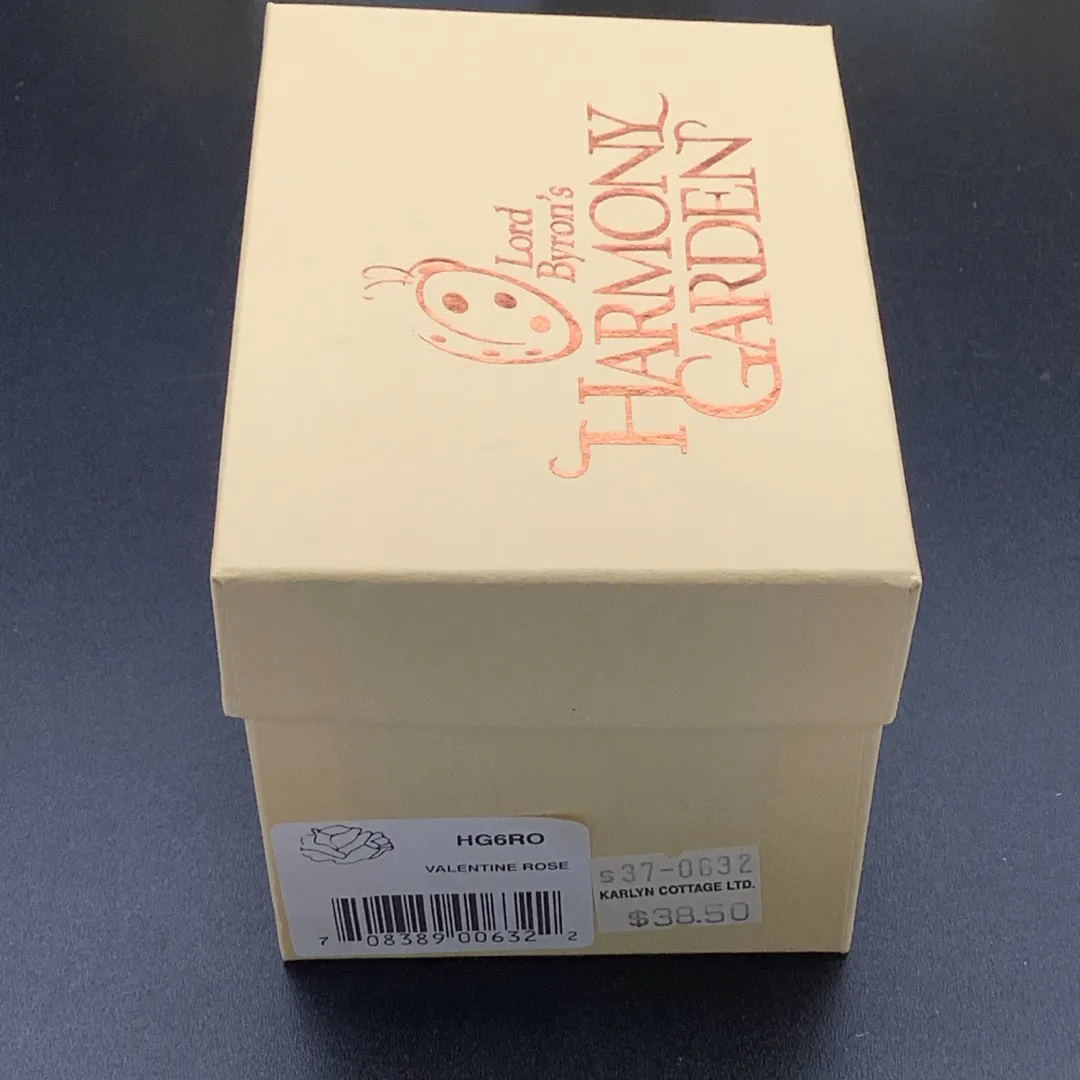 Lord
Byron's
HARMONY
GARDEN
HG6RO
VALENTINE ROSE
7 08389 00632 2
s37-0632
KARLYN COTTAGE LTD.
$38.50